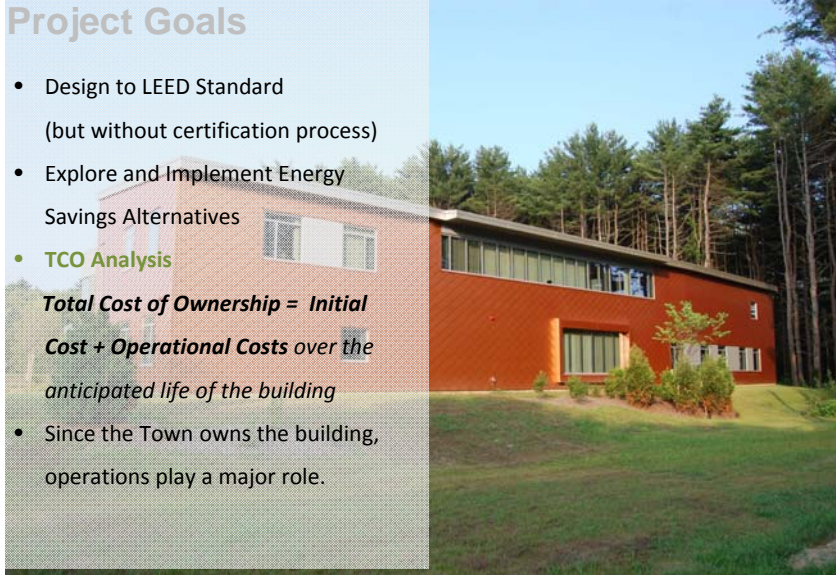 Project Goals
• Design to LEED Standard
(but without certification process)
• Explore and Implement Energy
Savings Alternatives
• TCO Analysis
Total Cost of Ownership = Initial
Cost + Operational Costs over the
anticipated life of the building
• Since the Town owns the building,
operations play a major role.